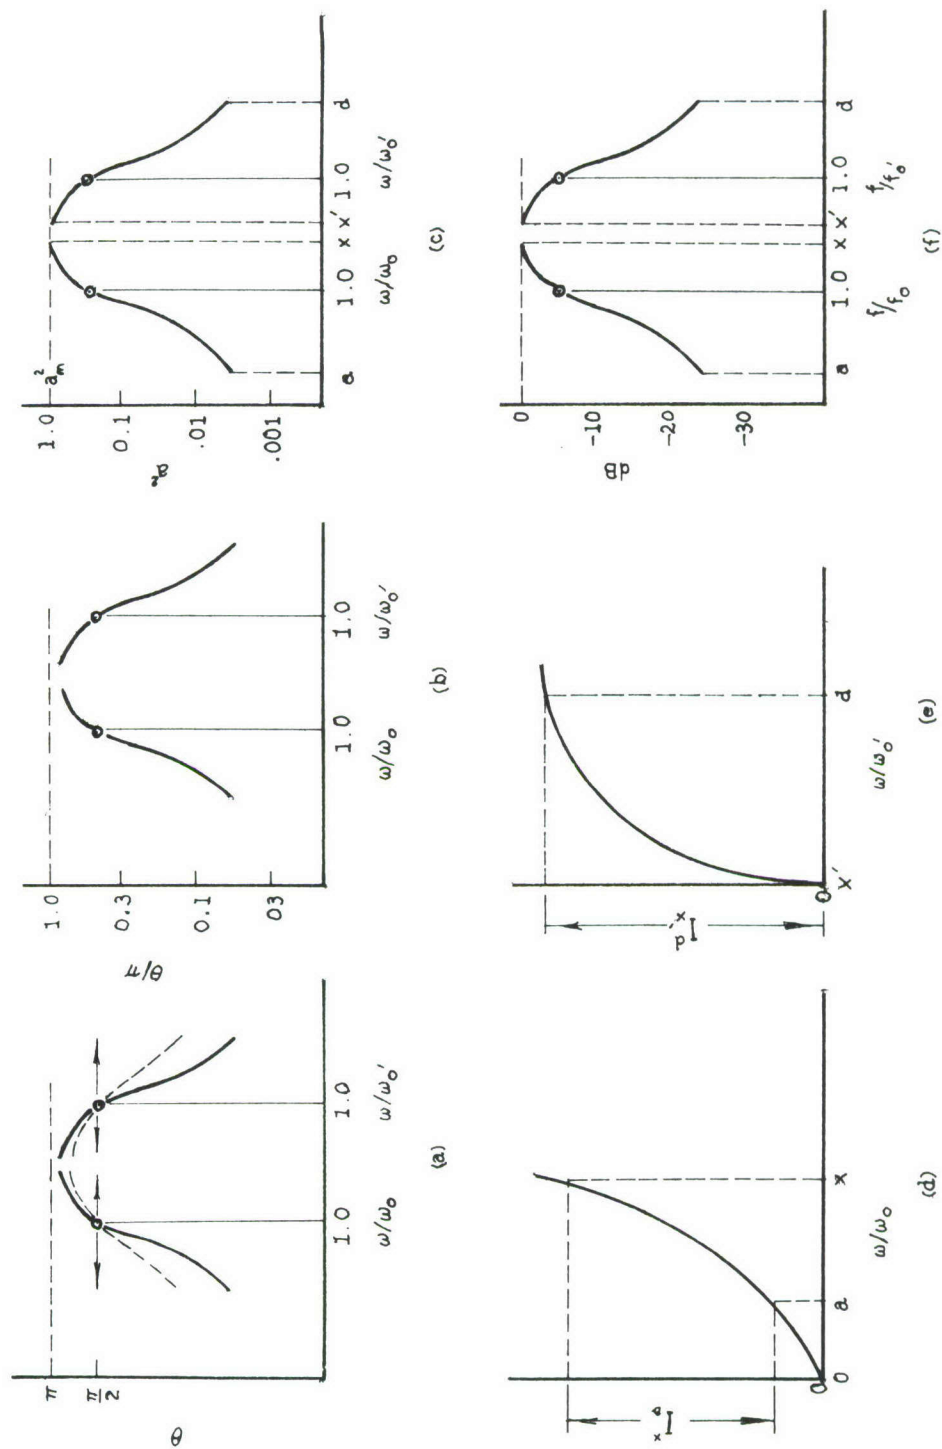 θ
π
π/2
1.0 1.0
ω/ω₀ ω/ω₀'
(a)
θ/π
1.0
0.3
0.1
03
1.0 1.0
ω/ω₀ ω/ω₀'
(b)
a²
1.0
0.1
.01
.001
a²ₘ
a 1.0 x x' 1.0 d
ω/ω₀ ω/ω₀'
(c)
Iₐˣ
0
0 a x
ω/ω₀
(d)
Iₓ'ᵈ
0
x' d
ω/ω₀'
(e)
dB
0
-10
-20
-30
a 1.0 x x' 1.0 d
f/f₀ f/f₀'
(f)